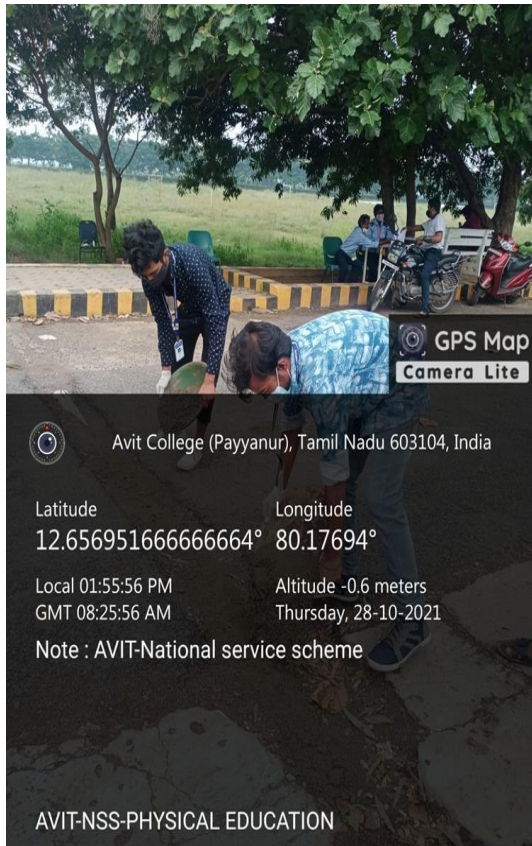 GPS Map
Camera Lite
Avit College (Payyanur), Tamil Nadu 603104, India
Latitude
12.656951666666664°
Longitude
80.17694°
Local 01:55:56 PM
GMT 08:25:56 AM
Altitude -0.6 meters
Thursday, 28-10-2021
Note : AVIT-National service scheme
AVIT-NSS-PHYSICAL EDUCATION